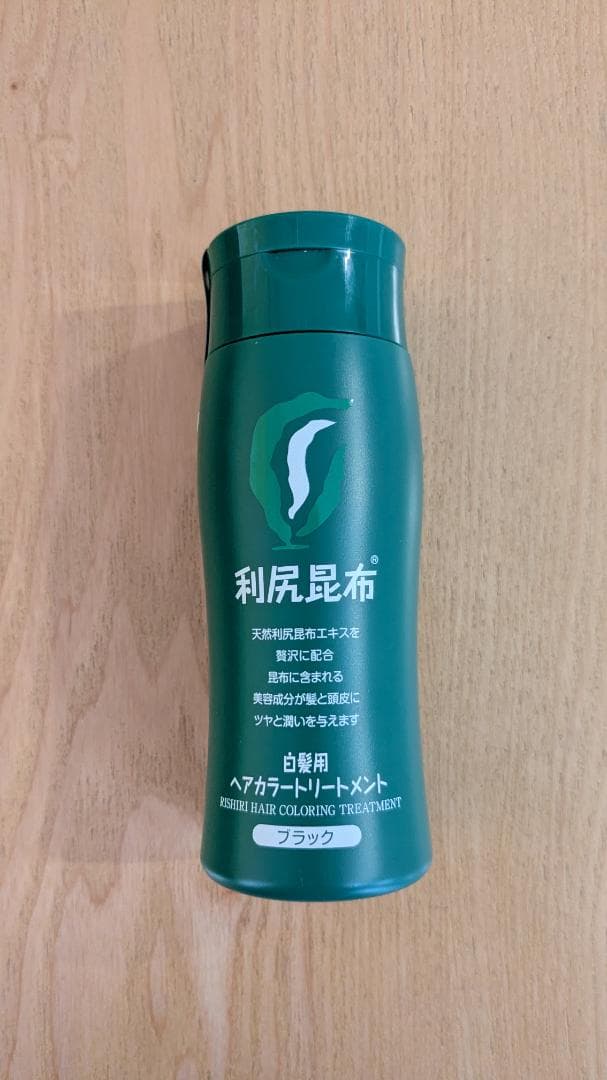 利尻昆布®
天然利尻昆布エキスを
贅沢に配合
昆布に含まれる
美容成分が髪と頭皮に
ツヤと潤いを与えます
白髪用
ヘアカラートリートメント
RISHIRI HAIR COLORING TREATMENT
ブラック